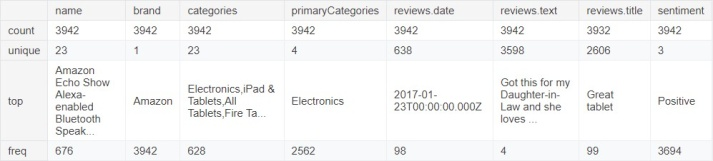 name brand categories primaryCategories reviews.date reviews.text reviews.title sentiment
count 3942 3942 3942 3942 3942 3942 3932 3942
unique 23 1 23 4 638 3598 2606 3
top Amazon Echo Show Alexa-enabled Bluetooth Speak... Amazon Electronics,iPad & Tablets,All Tablets,Fire Ta... Electronics 2017-01-23T00:00:00.000Z Got this for my Daughter-in-Law and she loves ... Great tablet Positive
freq 676 3942 628 2562 98 4 99 3694